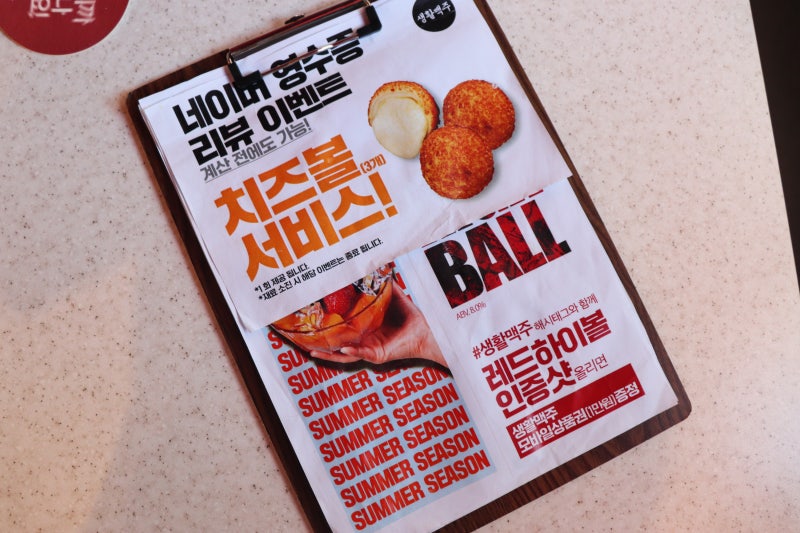 생활맥주
네이버 영수증
리뷰 이벤트
계산 전에도 가능!
치즈볼(3개)
서비스!
*1회 제공 됩니다.
*재료 소진 시 해당 이벤트는 종료 됩니다.
BALL
ABV. 8.0%
#생활맥주 해시태그와 함께
레드하이볼
인증샷 올리면
생활맥주
모바일상품권(1만원)증정
SUMMER SEASON
SUMMER SEASON
SUMMER SEASON
SUMMER SEASON
SUMMER SEASON
SUMMER SEASON
SUMMER SEASON
SUMMER SEASON